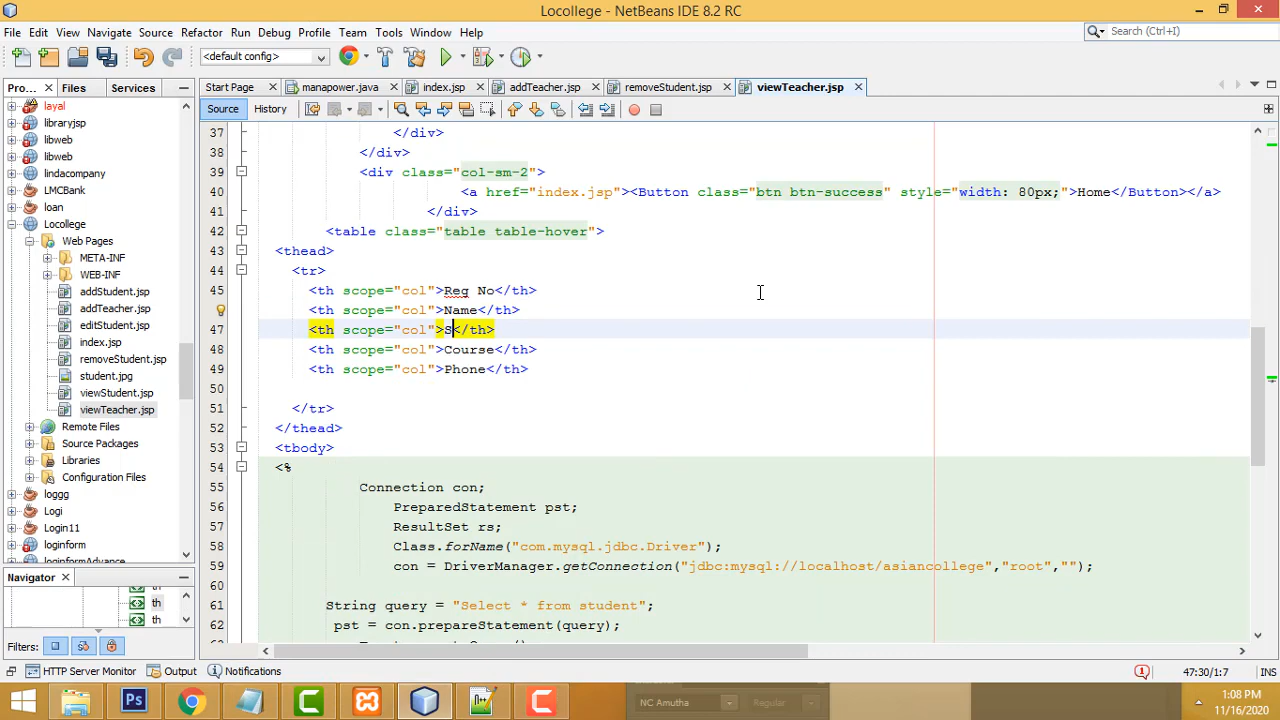 Locollege - NetBeans IDE 8.2 RC
File Edit View Navigate Source Refactor Run Debug Profile Team Tools Window Help
Search (Ctrl+I)
<default config>
Pro... Files Services
Start Page manapower.java index.jsp addTeacher.jsp removeStudent.jsp viewTeacher.jsp
Source History
layal
libraryjsp
libweb
libweb
lindacompany
LMCBank
loan
Locollege
Web Pages
META-INF
WEB-INF
addStudent.jsp
addTeacher.jsp
editStudent.jsp
index.jsp
removeStudent.jsp
student.jpg
viewStudent.jsp
viewTeacher.jsp
Remote Files
Source Packages
Libraries
Configuration Files
loggg
Logi
Login11
loginform
loginformAdvance
Navigator
th
th
th
Filters:
37 </div>
38 </div>
39 <div class="col-sm-2">
40 <a href="index.jsp"><Button class="btn btn-success" style="width: 80px;">Home</Button></a>
41 </div>
42 <table class="table table-hover">
43 <thead>
44 <tr>
45 <th scope="col">Reg No</th>
46 <th scope="col">Name</th>
47 <th scope="col">S</th>
48 <th scope="col">Course</th>
49 <th scope="col">Phone</th>
50
51 </tr>
52 </thead>
53 <tbody>
54 <%
55 Connection con;
56 PreparedStatement pst;
57 ResultSet rs;
58 Class.forName("com.mysql.jdbc.Driver");
59 con = DriverManager.getConnection("jdbc:mysql://localhost/asiancollege","root","");
60
61 String query = "Select * from student";
62 pst = con.prepareStatement(query);
HTTP Server Monitor Output Notifications
1 47:30/1:7 INS
NC Amutha Regular
1:08 PM
11/16/2020